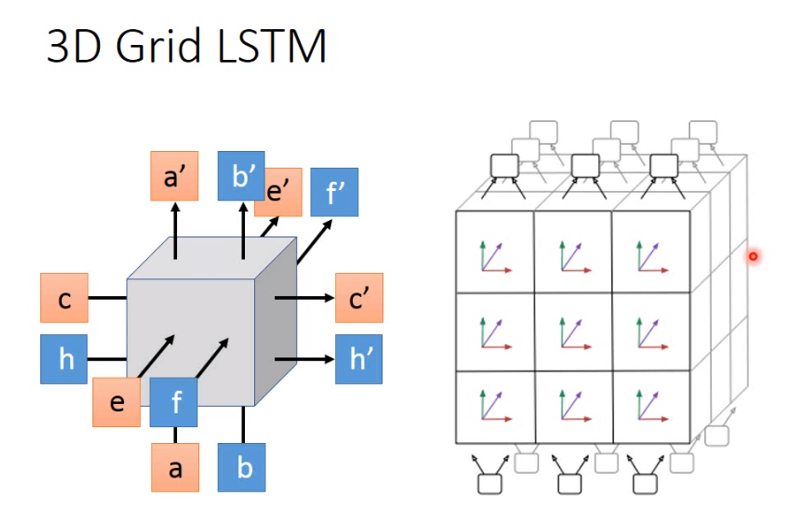 3D Grid LSTM
a’ b’ e’ f’
c c’
h h’
e f
a b